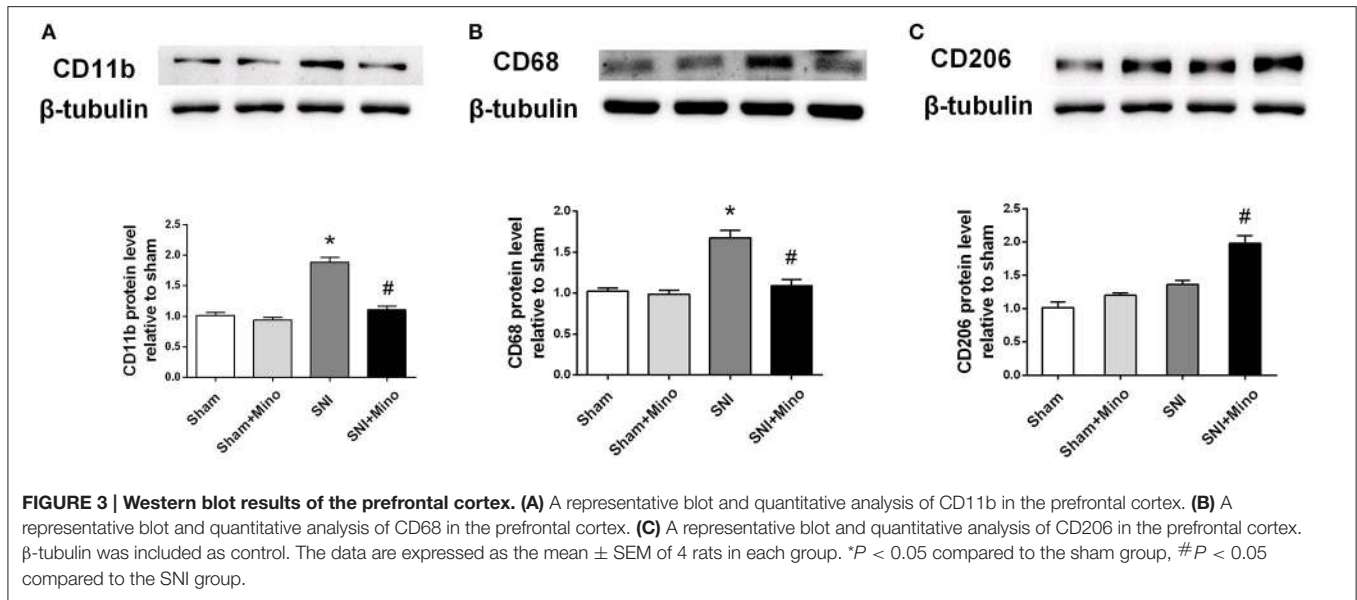 A
CD11b
β-tubulin
CD11b protein level
relative to sham
2.5
2.0
1.5
1.0
0.5
0.0
*
#
Sham
Sham+Mino
SNI
SNI+Mino
B
CD68
β-tubulin
CD68 protein level
relative to sham
2.0
1.5
1.0
0.5
0.0
*
#
Sham
Sham+Mino
SNI
SNI+Mino
C
CD206
β-tubulin
CD206 protein level
relative to sham
2.5
2.0
1.5
1.0
0.5
0.0
#
Sham
Sham+Mino
SNI
SNI+Mino
FIGURE 3 | Western blot results of the prefrontal cortex. (A) A representative blot and quantitative analysis of CD11b in the prefrontal cortex. (B) A
representative blot and quantitative analysis of CD68 in the prefrontal cortex. (C) A representative blot and quantitative analysis of CD206 in the prefrontal cortex.
β-tubulin was included as control. The data are expressed as the mean ± SEM of 4 rats in each group. *P < 0.05 compared to the sham group, #P < 0.05
compared to the SNI group.